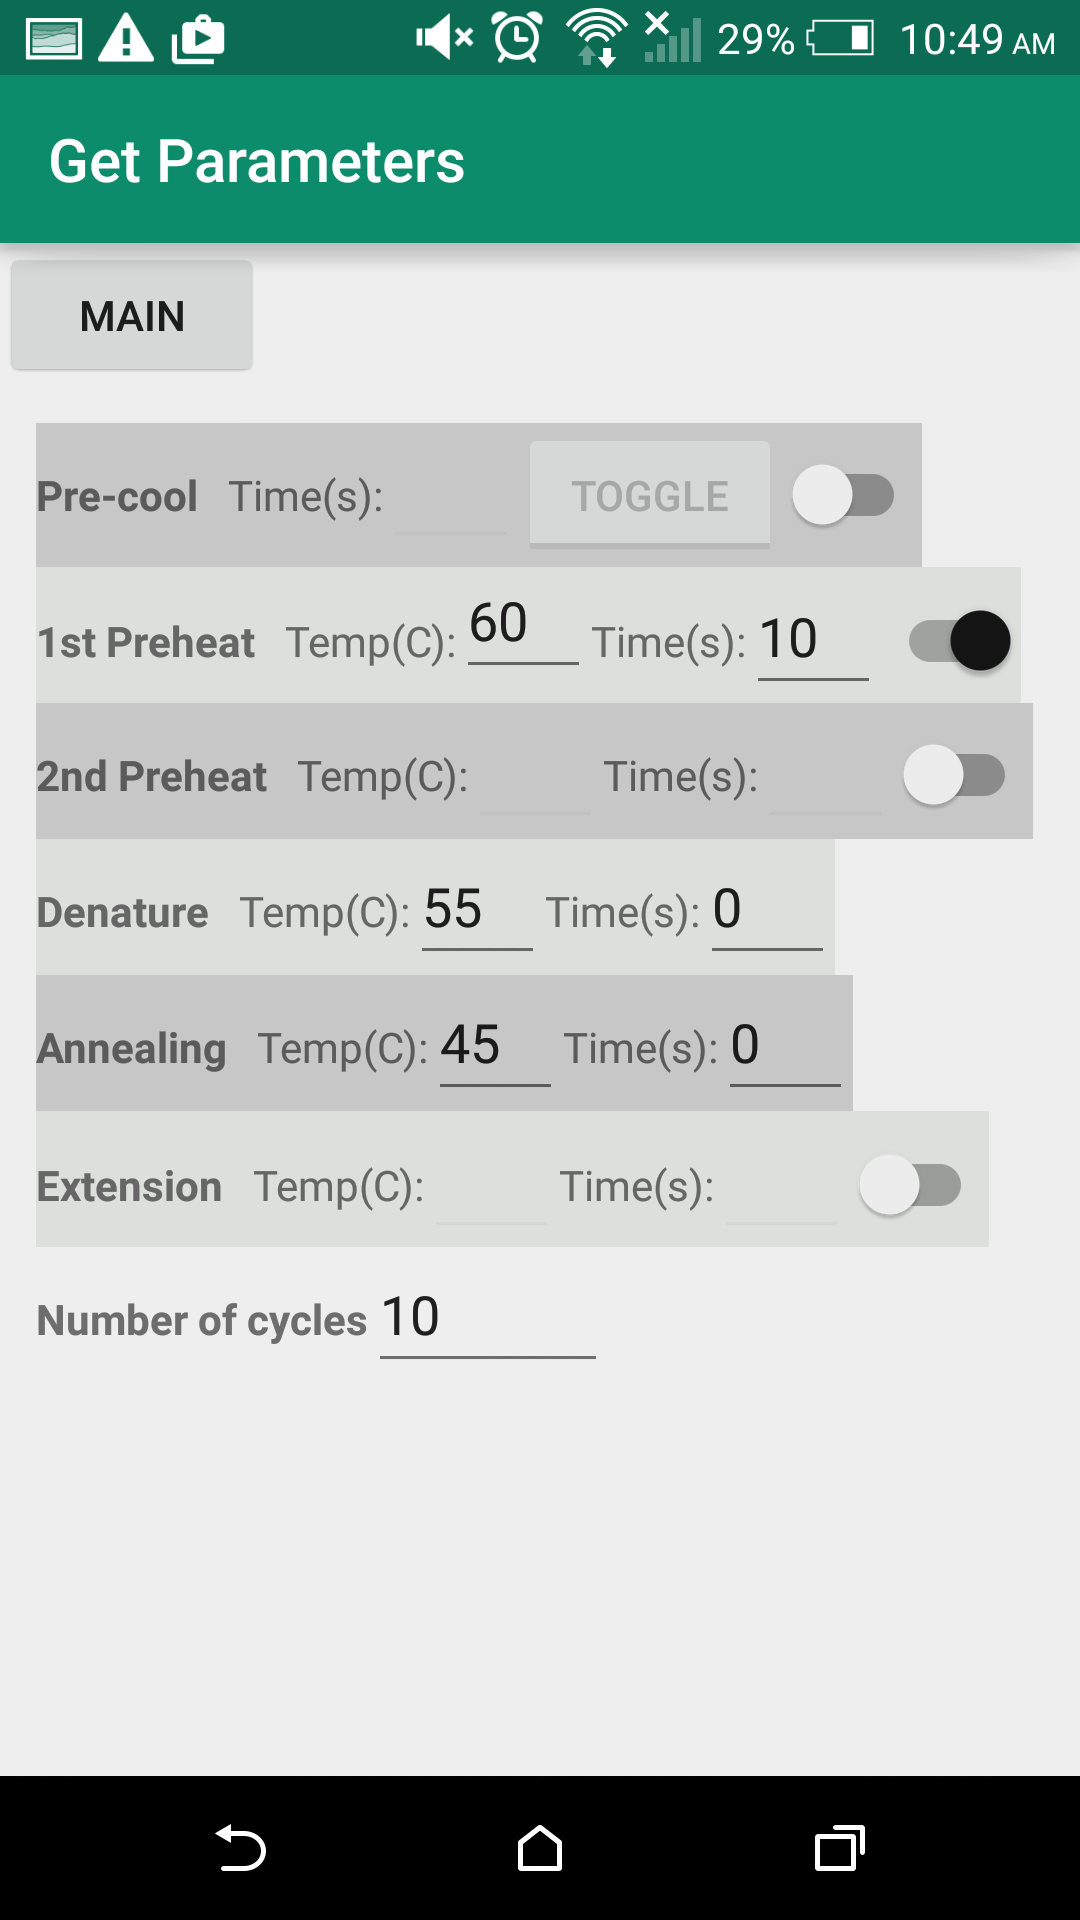 29% 10:49 AM
Get Parameters
MAIN
Pre-cool Time(s): TOGGLE
1st Preheat Temp(C): 60 Time(s): 10
2nd Preheat Temp(C): Time(s):
Denature Temp(C): 55 Time(s): 0
Annealing Temp(C): 45 Time(s): 0
Extension Temp(C): Time(s):
Number of cycles 10